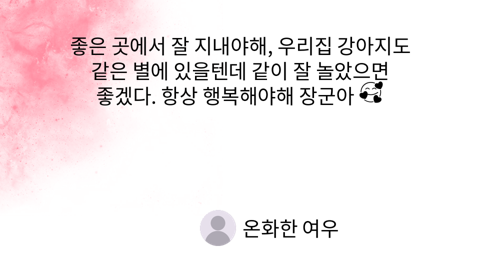 좋은 곳에서 잘 지내야해, 우리집 강아지도
같은 별에 있을텐데 같이 잘 놀았으면
좋겠다. 항상 행복해야해 장군아 🥰
온화한 여우